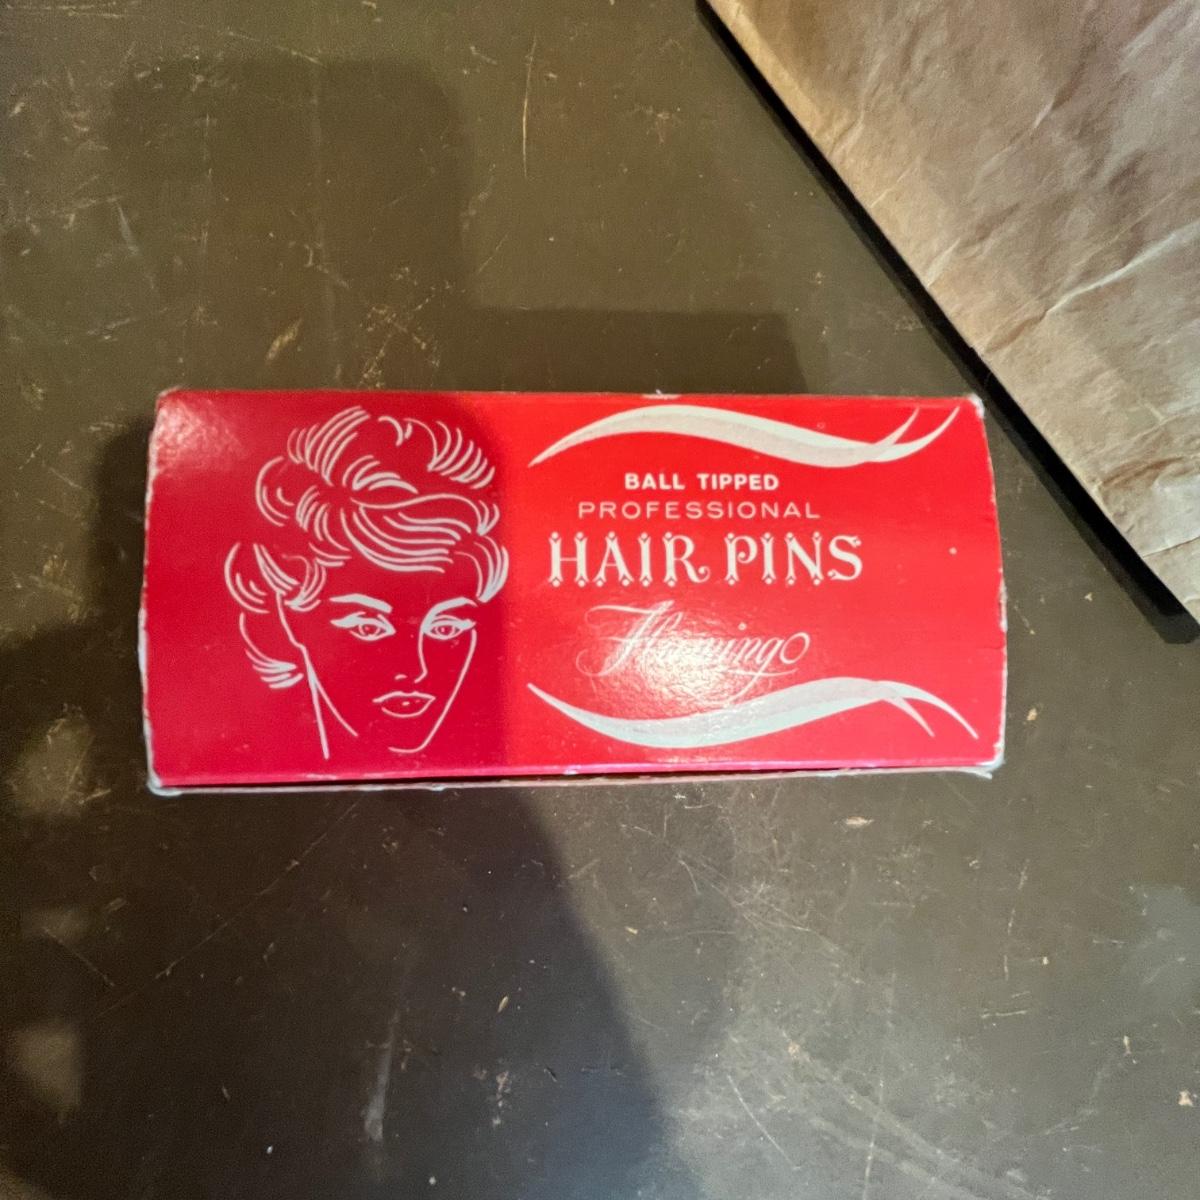 BALL TIPPED
PROFESSIONAL
HAIR PINS
Flamingo